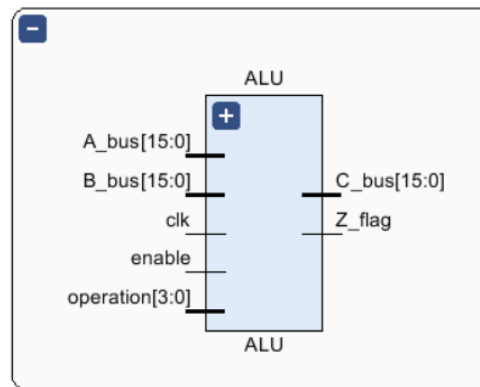 ALU
A_bus[15:0]
B_bus[15:0]
C_bus[15:0]
clk
Z_flag
enable
operation[3:0]
ALU